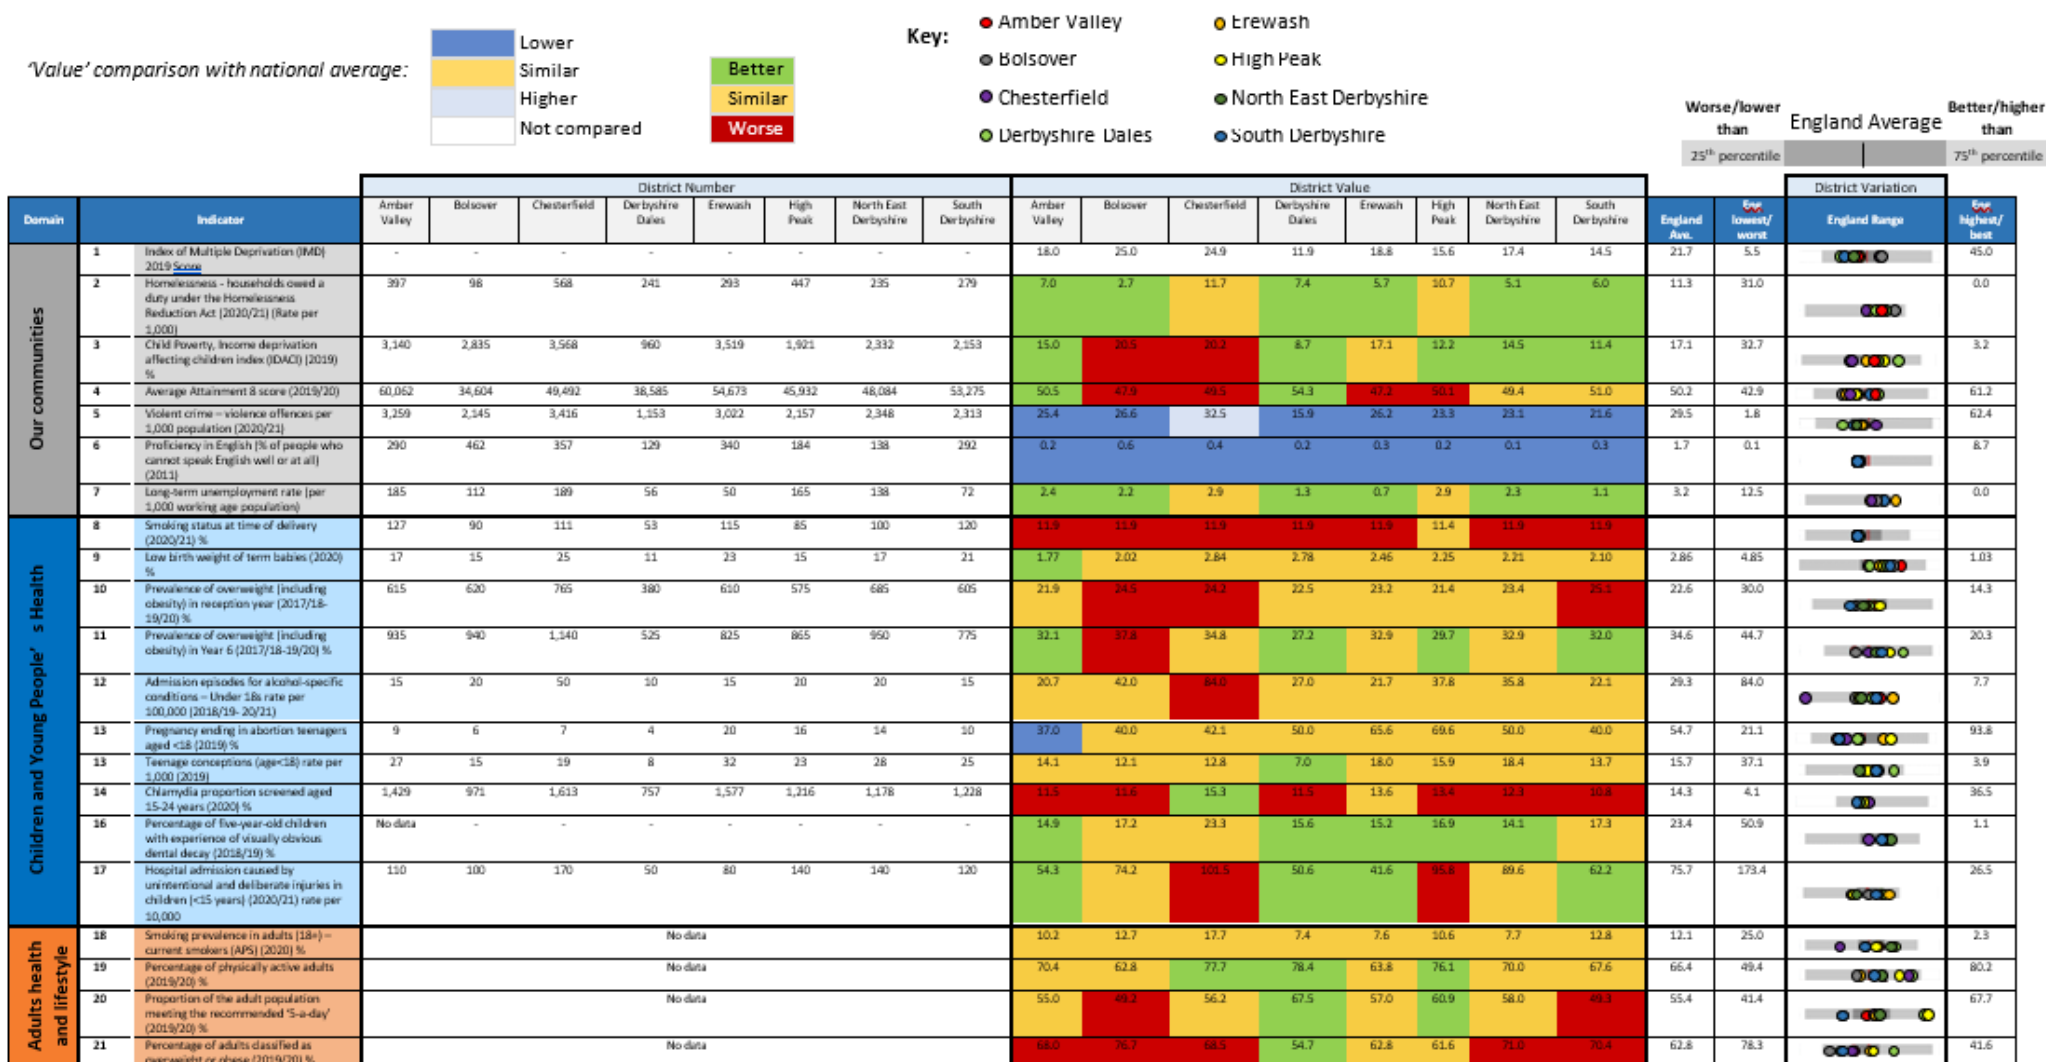 'Value' comparison with national average:
Lower
Similar
Higher
Not compared
Better
Similar
Worse
Key:
Amber Valley
Bolsover
Chesterfield
Derbyshire Dales
Erewash
High Peak
North East Derbyshire
South Derbyshire
Worse/lower than
England Average
Better/higher than
25th percentile
75th percentile
District Number
District Value
District Variation
Domain Indicator Amber Valley Bolsover Chesterfield Derbyshire Dales Erewash High Peak North East Derbyshire South Derbyshire Amber Valley Bolsover Chesterfield Derbyshire Dales Erewash High Peak North East Derbyshire South Derbyshire England Ave. Eng lowest/ worst England Range Eng highest/ best
Our communities
1 Index of Multiple Deprivation (IMD) 2019 Score - - - - - - - - 18.0 25.0 24.9 11.9 18.8 15.6 17.4 14.5 21.7 5.5 45.0
2 Homelessness - households owed a duty under the Homelessness Reduction Act (2020/21) (Rate per 1,000) 397 98 568 241 293 447 235 279 7.0 2.7 11.7 7.4 5.7 10.7 5.1 6.0 11.3 31.0 0.0
3 Child Poverty, Income deprivation affecting children index (IDACI) (2019) % 3,140 2,835 3,568 960 3,519 1,921 2,332 2,153 15.0 20.5 20.2 8.7 17.1 12.2 14.5 11.4 17.1 32.7 3.2
4 Average Attainment 8 score (2019/20) 60,062 34,604 49,492 38,585 54,673 45,932 48,084 53,275 50.5 47.9 49.5 54.3 47.2 50.1 49.4 51.0 50.2 42.9 61.2
5 Violent crime – violence offences per 1,000 population (2020/21) 3,259 2,145 3,416 1,153 3,022 2,157 2,348 2,313 25.4 26.6 32.5 15.9 26.2 23.3 23.1 21.6 29.5 1.8 62.4
6 Proficiency in English (% of people who cannot speak English well or at all) (2011) 290 462 357 129 340 184 138 292 0.2 0.6 0.4 0.2 0.3 0.2 0.1 0.3 1.7 0.1 8.7
7 Long-term unemployment rate (per 1,000 working age population) 185 112 189 56 50 165 138 72 2.4 2.2 2.9 1.3 0.7 2.9 2.3 1.1 3.2 12.5 0.0
Children and Young People' s Health
8 Smoking status at time of delivery (2020/21) % 127 90 111 53 115 85 100 120 11.9 11.9 11.9 11.9 11.9 11.4 11.9 11.9
9 Low birth weight of term babies (2020) % 17 15 25 11 23 15 17 21 1.77 2.02 2.84 2.78 2.46 2.25 2.21 2.10 2.86 4.85 1.03
10 Prevalence of overweight (including obesity) in reception year (2017/18-19/20) % 615 620 765 380 610 575 685 605 21.9 24.5 24.2 22.5 23.2 21.4 23.4 25.1 22.6 30.0 14.3
11 Prevalence of overweight (including obesity) in Year 6 (2017/18-19/20) % 935 940 1,140 525 825 865 950 775 32.1 37.8 34.8 27.2 32.9 29.7 32.9 32.0 34.6 44.7 20.3
12 Admission episodes for alcohol-specific conditions – Under 18s rate per 100,000 (2018/19- 20/21) 15 20 50 10 15 20 20 15 20.7 42.0 84.0 27.0 21.7 37.8 35.8 22.1 29.3 84.0 7.7
13 Pregnancy ending in abortion teenagers aged <18 (2019) % 9 6 7 4 20 16 14 10 37.0 40.0 42.1 50.0 65.6 69.6 50.0 40.0 54.7 21.1 93.8
13 Teenage conceptions (age<18) rate per 1,000 (2019) 27 15 19 8 32 23 28 25 14.1 12.1 12.8 7.0 18.0 15.9 18.4 13.7 15.7 37.1 3.9
14 Chlamydia proportion screened aged 15-24 years (2020) % 1,429 971 1,613 757 1,577 1,216 1,178 1,228 11.5 11.6 15.3 11.5 13.6 13.4 12.3 10.8 14.3 4.1 36.5
16 Percentage of five-year-old children with experience of visually obvious dental decay (2018/19) % No data - - - - - - - 14.9 17.2 23.3 15.6 15.2 16.9 14.1 17.3 23.4 50.9 1.1
17 Hospital admission caused by unintentional and deliberate injuries in children (<15 years) (2020/21) rate per 10,000 110 100 170 50 80 140 140 120 54.3 74.2 101.5 50.6 41.6 95.8 89.6 62.2 75.7 173.4 26.5
Adults health and lifestyle
18 Smoking prevalence in adults (18+) – current smokers (APS) (2020) % No data 10.2 12.7 17.7 7.4 7.6 10.6 7.7 12.8 12.1 25.0 2.3
19 Percentage of physically active adults (2019/20) % No data 70.4 62.8 77.7 78.4 63.8 76.1 70.0 67.6 66.4 49.4 80.2
20 Proportion of the adult population meeting the recommended '5-a-day' (2019/20) % No data 55.0 49.2 56.2 67.5 57.0 60.9 58.0 49.3 55.4 41.4 67.7
21 Percentage of adults classified as overweight or obese (2019/20) % No data 68.0 76.7 68.5 54.7 62.8 61.6 71.0 70.4 62.8 78.3 41.6